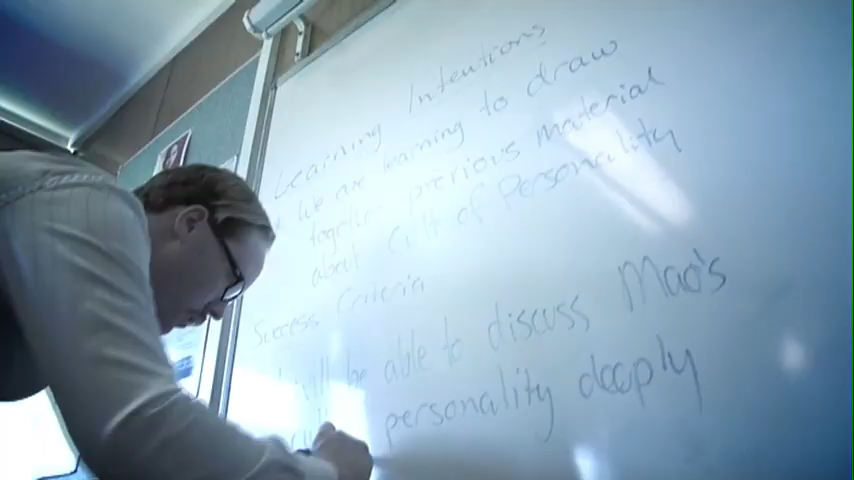 Learning Intentions
* We are learning to draw
together previous material
about Cult of Personality
Success Criteria
will be able to discuss Mao's
personality deeply